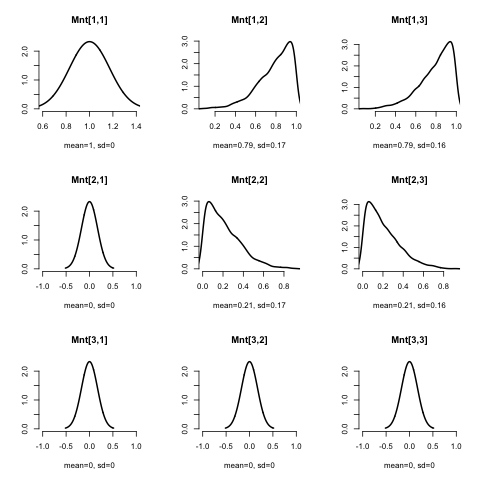 Mnt[1,1] Mnt[1,2] Mnt[1,3]
0.0 1.0 2.0
0.6 0.8 1.0 1.2 1.4
mean=1, sd=0
0.0 1.0 2.0 3.0
0.2 0.4 0.6 0.8 1.0
mean=0.79, sd=0.17
0.0 1.0 2.0 3.0
0.2 0.4 0.6 0.8 1.0
mean=0.79, sd=0.16
Mnt[2,1] Mnt[2,2] Mnt[2,3]
0.0 1.0 2.0
-1.0 -0.5 0.0 0.5 1.0
mean=0, sd=0
0.0 1.0 2.0 3.0
0.0 0.2 0.4 0.6 0.8
mean=0.21, sd=0.17
0.0 1.0 2.0 3.0
0.0 0.2 0.4 0.6 0.8
mean=0.21, sd=0.16
Mnt[3,1] Mnt[3,2] Mnt[3,3]
0.0 1.0 2.0
-1.0 -0.5 0.0 0.5 1.0
mean=0, sd=0
0.0 1.0 2.0
-1.0 -0.5 0.0 0.5 1.0
mean=0, sd=0
0.0 1.0 2.0
-1.0 -0.5 0.0 0.5 1.0
mean=0, sd=0